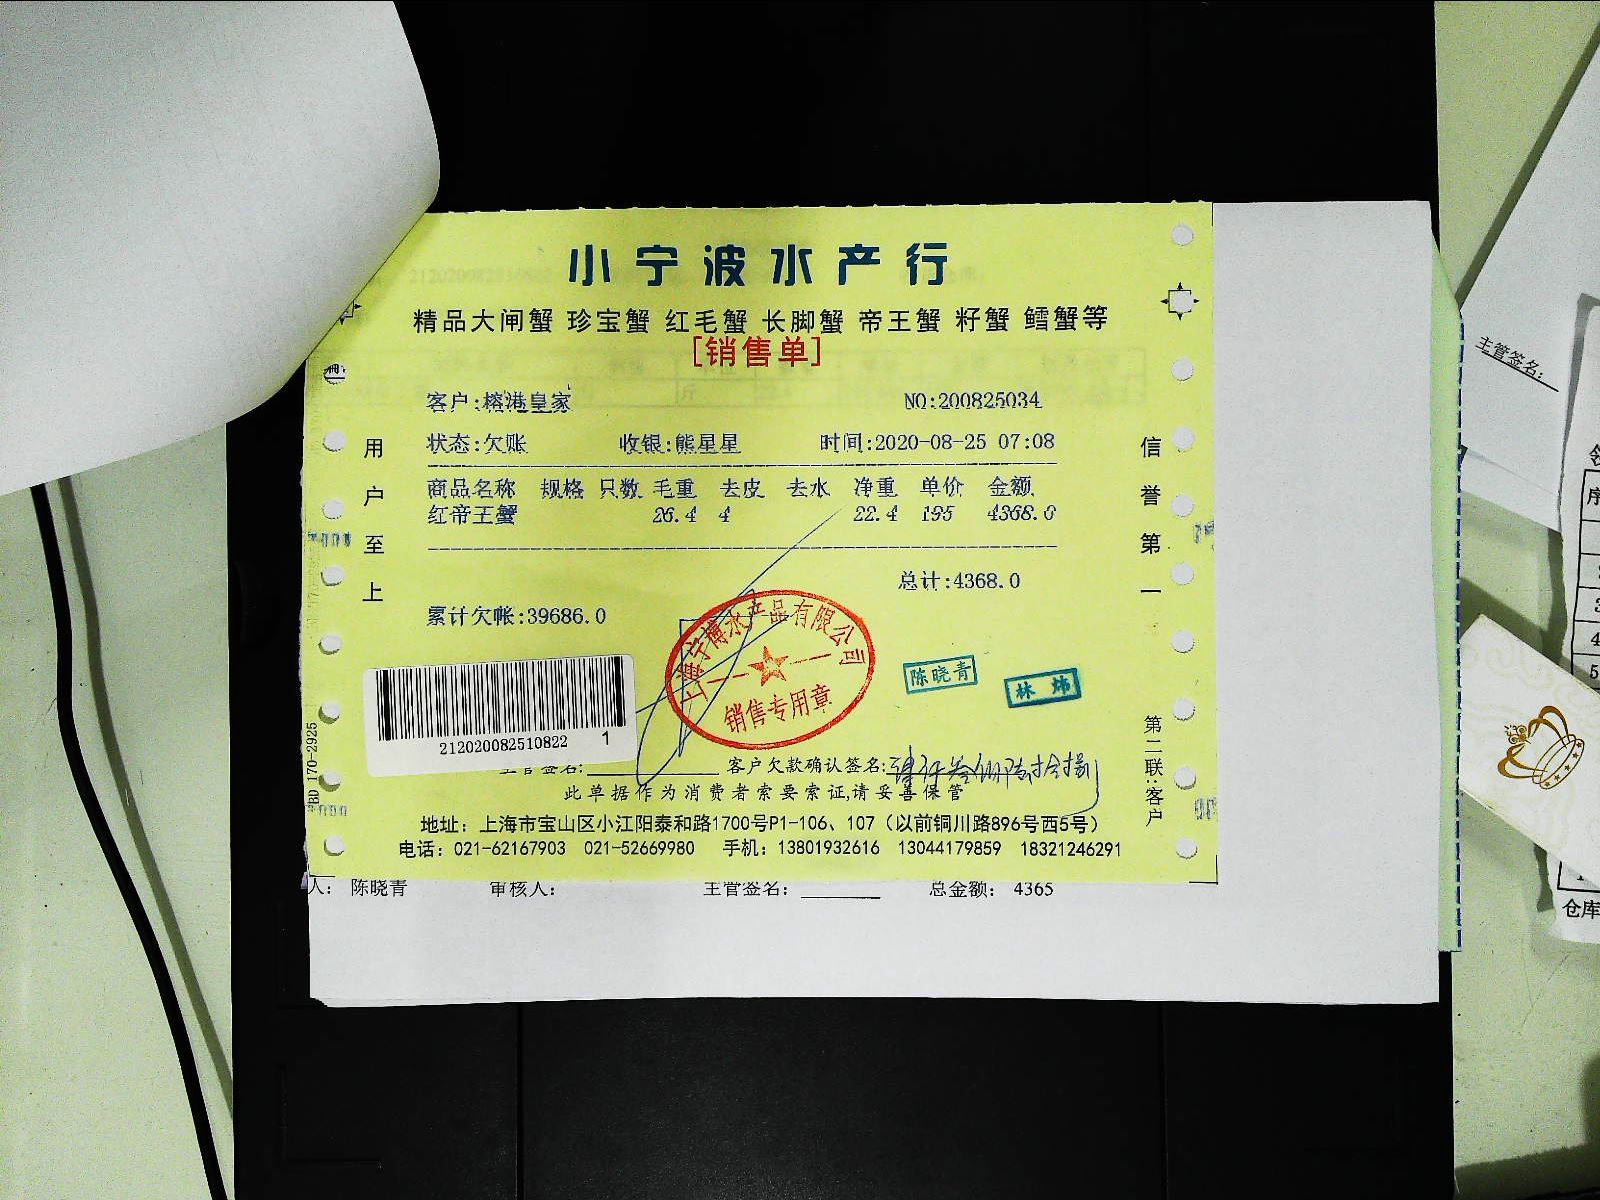 小宁波水产行
精品大闸蟹 珍宝蟹 红毛蟹 长脚蟹 帝王蟹 籽蟹 鳕蟹等
[销售单]
客户:榕港皇家 NO:200825034
状态:欠账 收银:熊星星 时间:2020-08-25 07:08
商品名称 规格 只数 毛重 去皮 去水 净重 单价 金额
红帝王蟹 26.4 4 22.4 195 4368.0
总计:4368.0
累计欠帐:39686.0
用户至上
信誉第一
上海宁博水产品有限公司
销售专用章
陈晓青
林炜
212020082510822 1
主管签名: 客户欠款确认签名:
此单据作为消费者索要索证,请妥善保管
地址：上海市宝山区小江阳泰和路1700号P1-106、107（以前铜川路896号西5号）
电话：021-62167903 021-52669980 手机：13801932616 13044179859 18321246291
第二联:客户
BD 170-2925
人： 陈晓青 审核人： 主管签名： 总金额： 4365
主管签名：
仓库